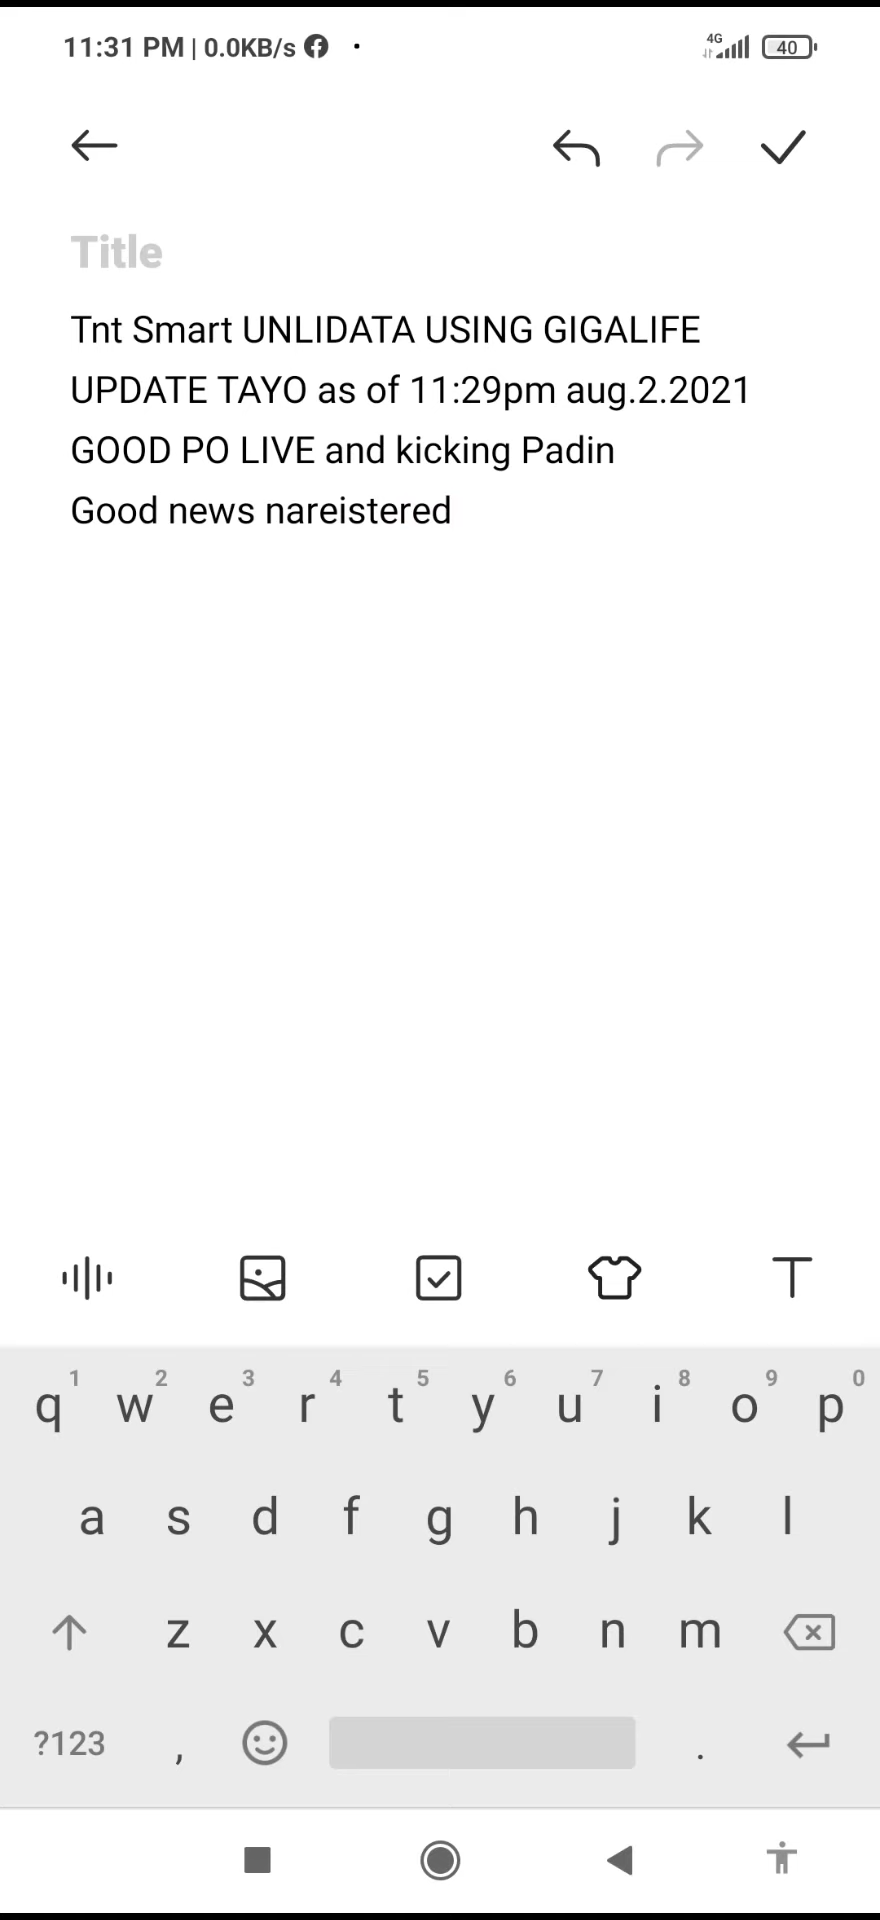 11:31 PM | 0.0KB/s
4G
40
Title
Tnt Smart UNLIDATA USING GIGALIFE
UPDATE TAYO as of 11:29pm aug.2.2021
GOOD PO LIVE and kicking Padin
Good news nareistered
T
1 2 3 4 5 6 7 8 9 0
q w e r t y u i o p
a s d f g h j k l
z x c v b n m
?123 , .